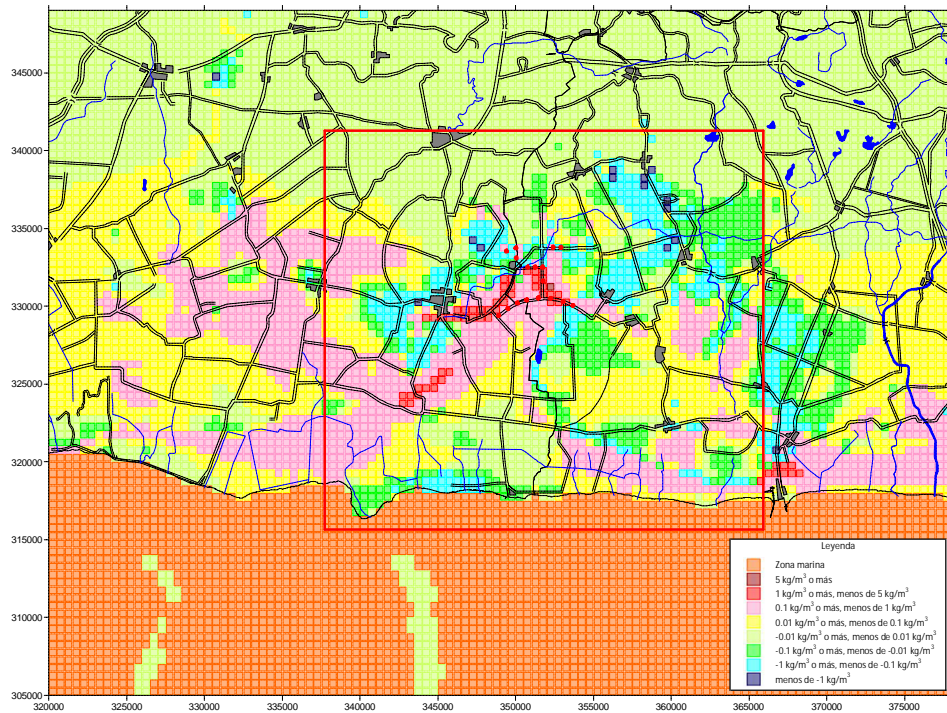 345000
340000
335000
330000
325000
320000
315000
310000
305000
320000 325000 330000 335000 340000 345000 350000 355000 360000 365000 370000 375000
Leyenda
Zona marina
5 kg/m³ o más
1 kg/m³ o más, menos de 5 kg/m³
0.1 kg/m³ o más, menos de 1 kg/m³
0.01 kg/m³ o más, menos de 0.1 kg/m³
-0.01 kg/m³ o más, menos de 0.01 kg/m³
-0.1 kg/m³ o más, menos de -0.01 kg/m³
-1 kg/m³ o más, menos de -0.1 kg/m³
menos de -1 kg/m³